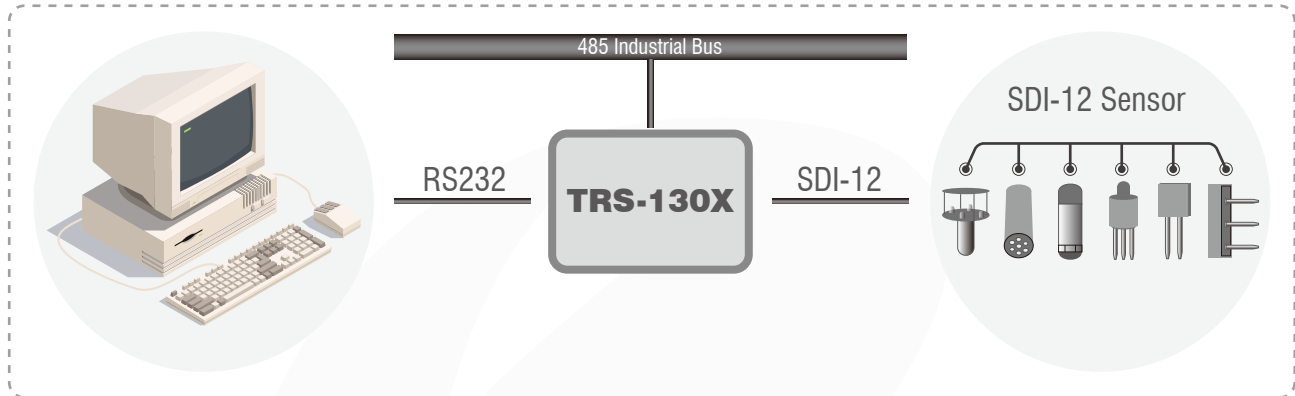 485 Industrial Bus
SDI-12 Sensor
RS232
TRS-130X
SDI-12